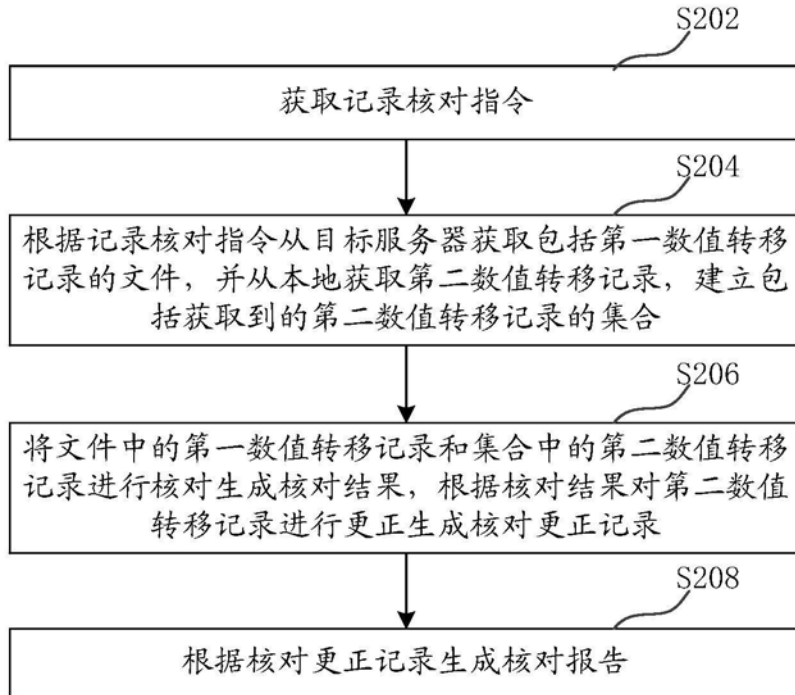 S202
获取记录核对指令
S204
根据记录核对指令从目标服务器获取包括第一数值转移
记录的文件，并从本地获取第二数值转移记录，建立包
括获取到的第二数值转移记录的集合
S206
将文件中的第一数值转移记录和集合中的第二数值转移
记录进行核对生成核对结果，根据核对结果对第二数值
转移记录进行更正生成核对更正记录
S208
根据核对更正记录生成核对报告